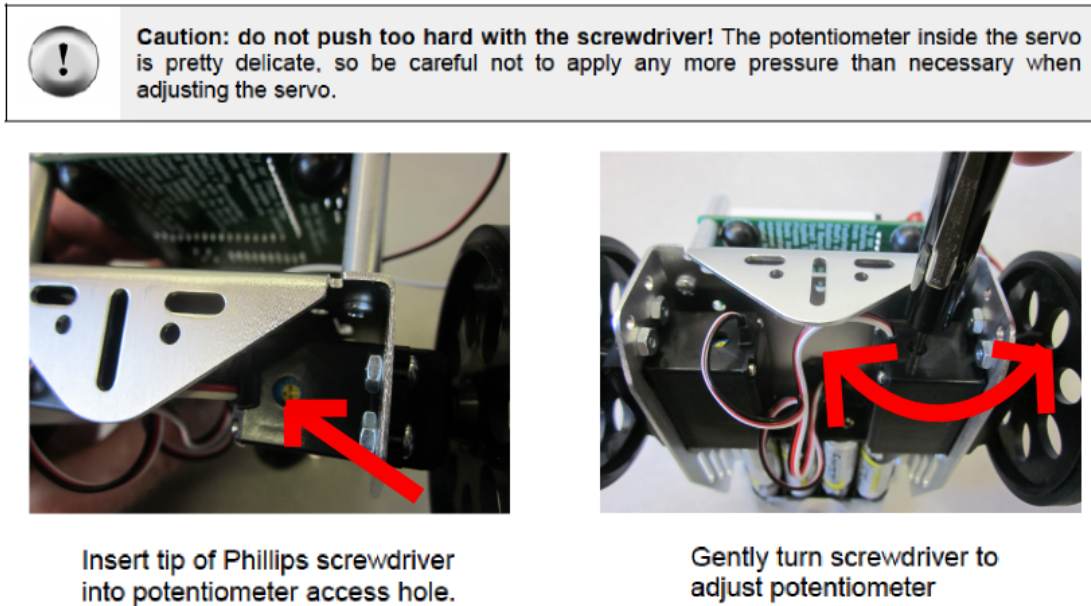 Caution: do not push too hard with the screwdriver! The potentiometer inside the servo
is pretty delicate, so be careful not to apply any more pressure than necessary when
adjusting the servo.
Insert tip of Phillips screwdriver
into potentiometer access hole.
Gently turn screwdriver to
adjust potentiometer